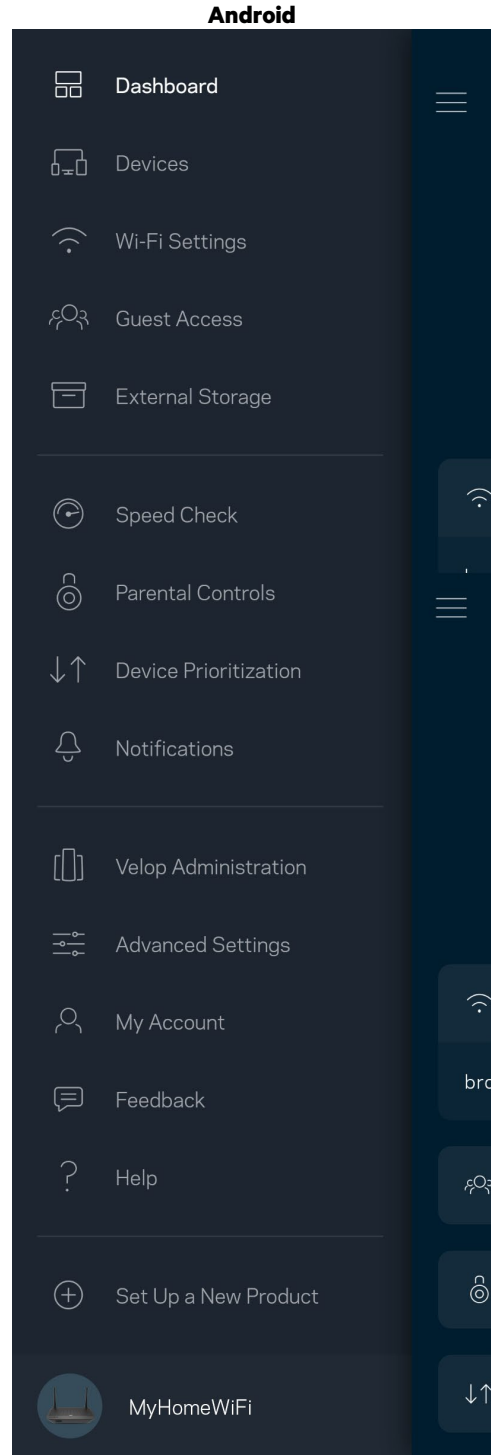 Android
Dashboard
Devices
Wi-Fi Settings
Guest Access
External Storage
Speed Check
Parental Controls
Device Prioritization
Notifications
Velop Administration
Advanced Settings
My Account
Feedback
Help
Set Up a New Product
MyHomeWiFi